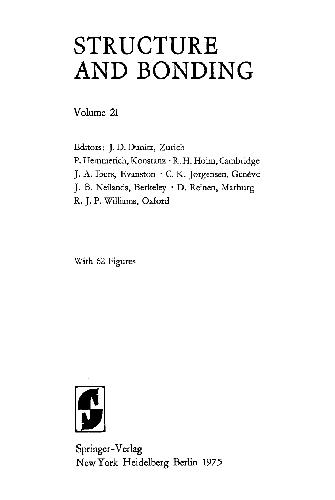 STRUCTURE
AND BONDING
Volume 21
Editors: J. D. Dunitz, Zurich
P. Hemmerich, Konstanz · R. H. Holm, Cambridge
J. A. Ibers, Evanston · C. K. Jørgensen, Genève
J. B. Neilands, Berkeley · D. Reinen, Marburg
R. J. P. Williams, Oxford
With 62 Figures
Springer-Verlag
New York Heidelberg Berlin 1975